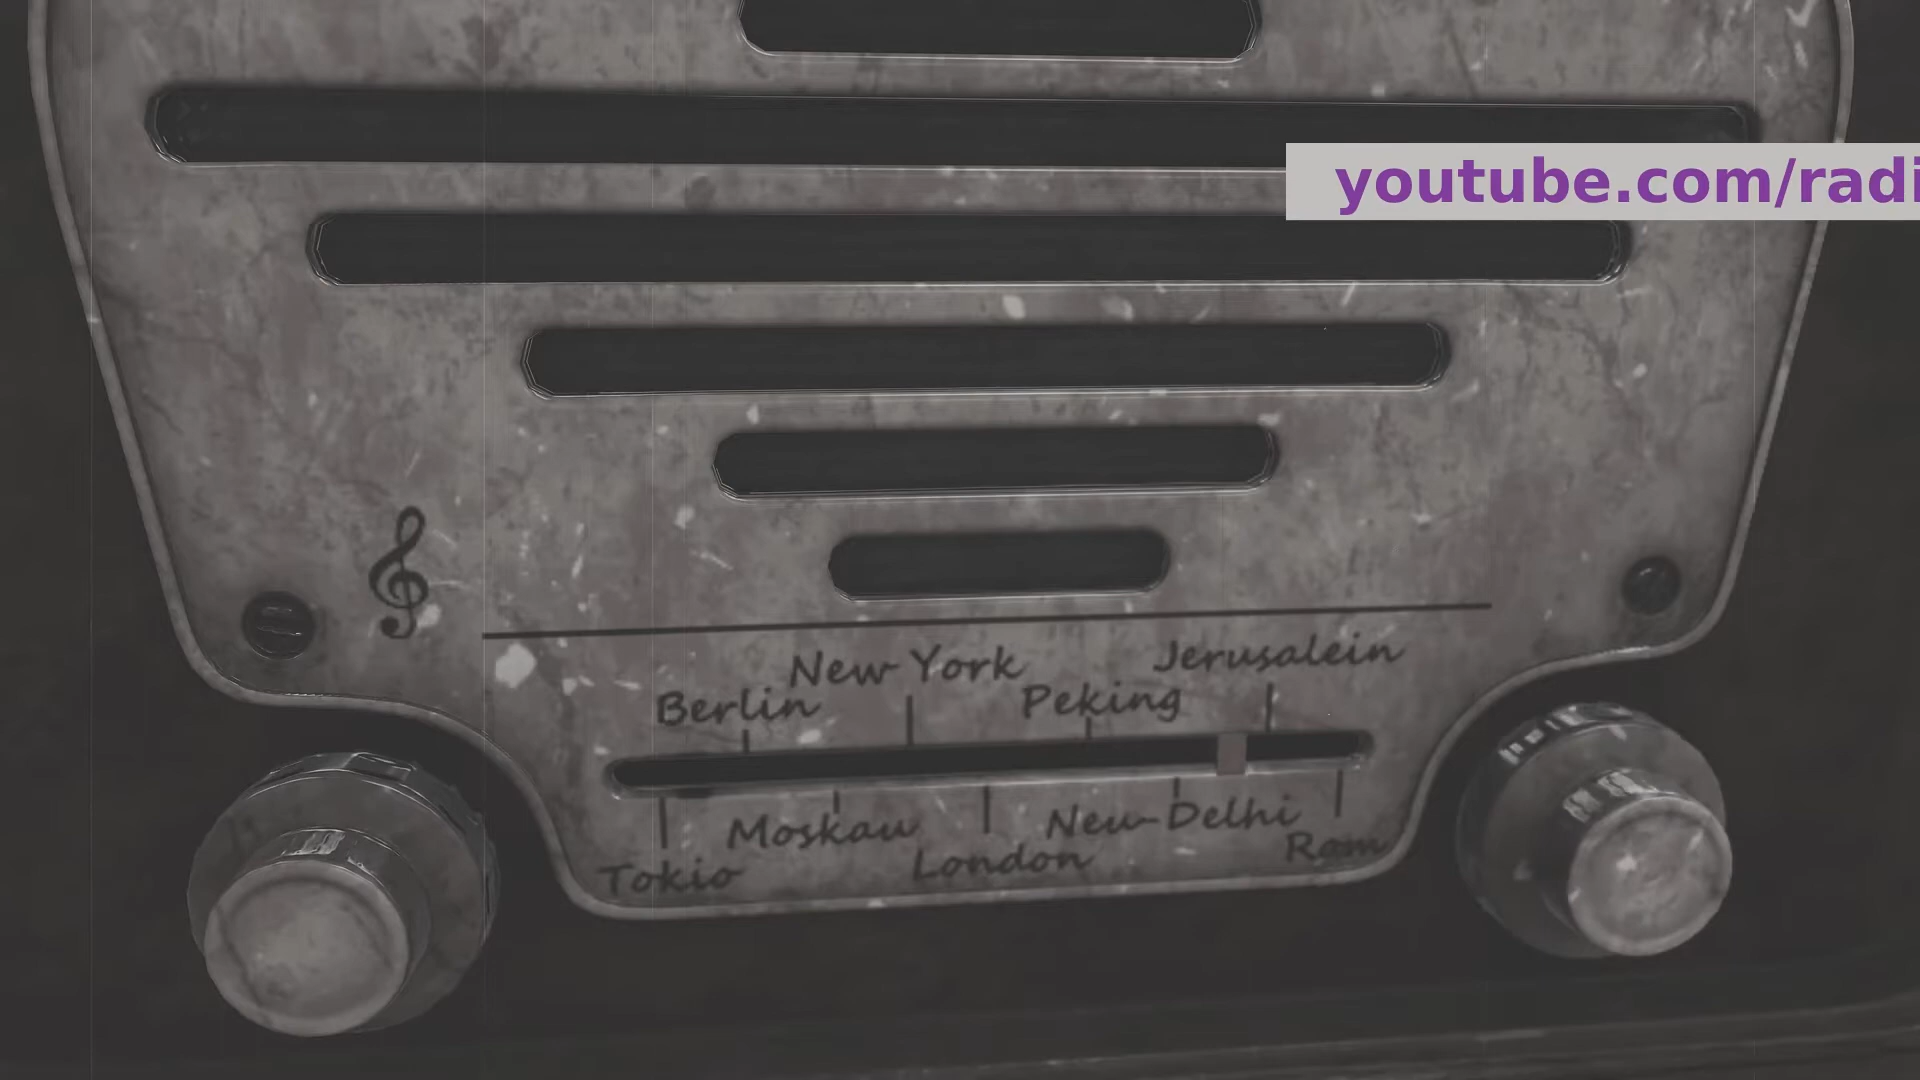 youtube.com/radi
New York
Jerusalein
Berlin
Peking
Moskau
New-Delhi
Rom
London
Tokio